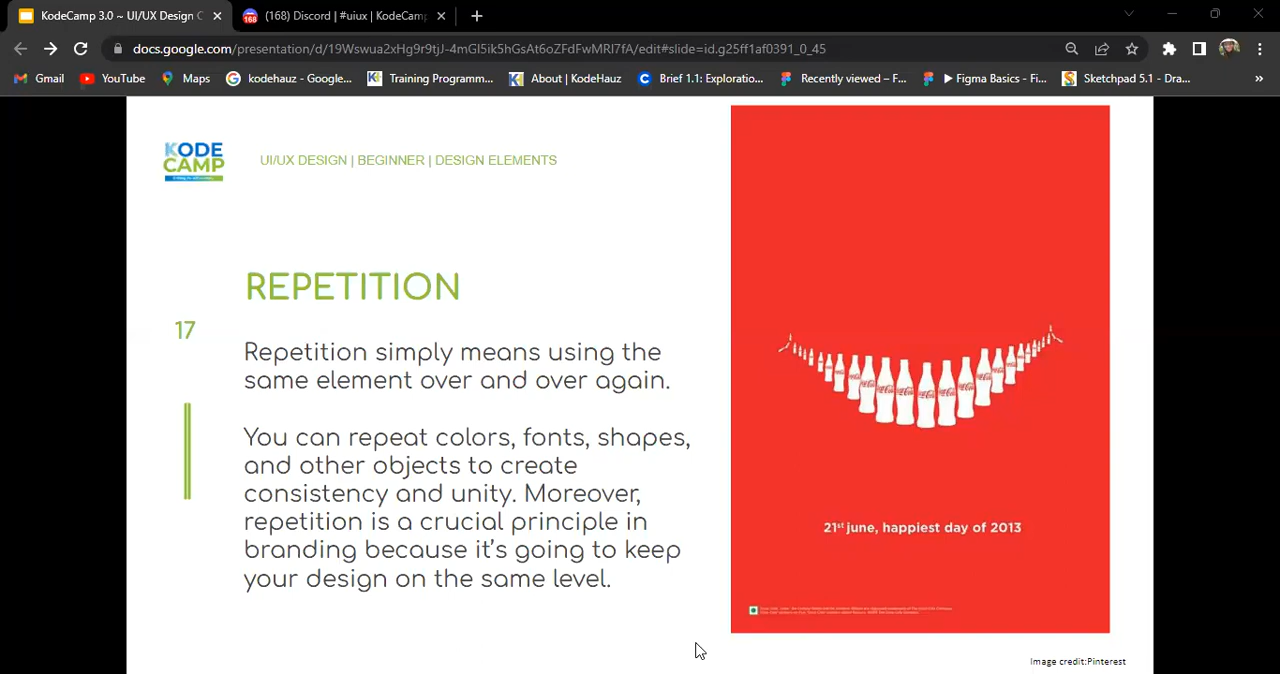 KodeCamp 3.0 ~ UI/UX Design C
168
(168) Discord | #uiux | KodeCamp
docs.google.com/presentation/d/19Wswua2xHg9r9tjJ-4mGI5ik5hGsAt6oZFdFwMRI7fA/edit#slide=id.g25ff1af0391_0_45
Gmail
YouTube
Maps
kodehauz - Google...
Training Programm...
About | KodeHauz
Brief 1.1: Exploratio...
Recently viewed – F...
▶ Figma Basics - Fi...
Sketchpad 5.1 - Dra...
KODE
CAMP
UI/UX DESIGN | BEGINNER | DESIGN ELEMENTS
REPETITION
17
Repetition simply means using the
same element over and over again.
You can repeat colors, fonts, shapes,
and other objects to create
consistency and unity. Moreover,
repetition is a crucial principle in
branding because it's going to keep
your design on the same level.
Coca-Cola
21st june, happiest day of 2013
Image credit:Pinterest